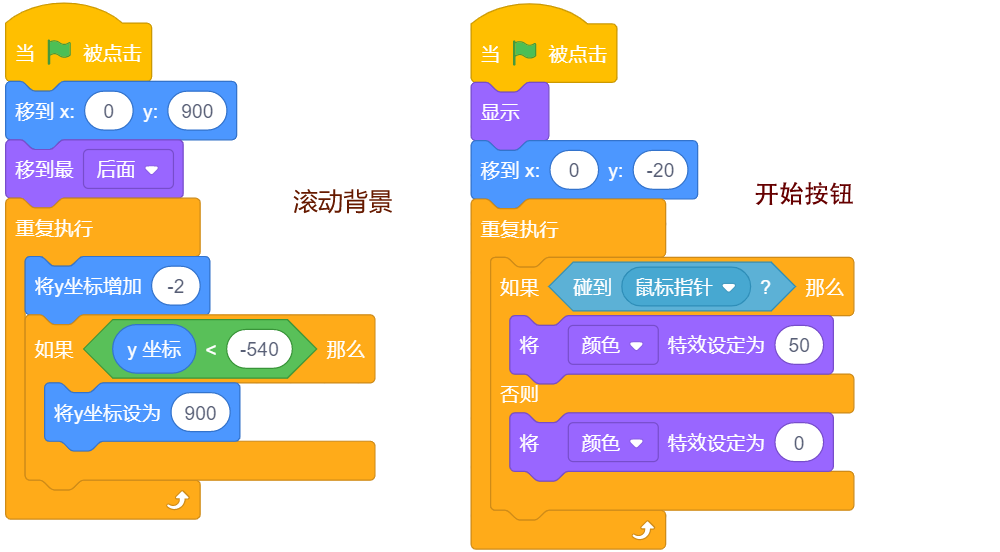 当 被点击
移到 x: 0 y: 900
移到最 后面
重复执行
将y坐标增加 -2
如果 y 坐标 < -540 那么
将y坐标设为 900
滚动背景
当 被点击
显示
移到 x: 0 y: -20
重复执行
如果 碰到 鼠标指针 ? 那么
将 颜色 特效设定为 50
否则
将 颜色 特效设定为 0
开始按钮